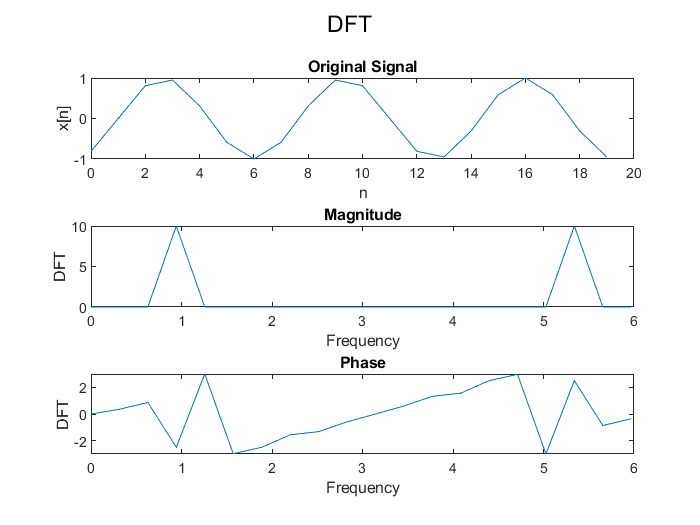 DFT
Original Signal
1
0
-1
x[n]
0 2 4 6 8 10 12 14 16 18 20
n
Magnitude
10
5
0
DFT
0 1 2 3 4 5 6
Frequency
Phase
2
0
-2
DFT
0 1 2 3 4 5 6
Frequency